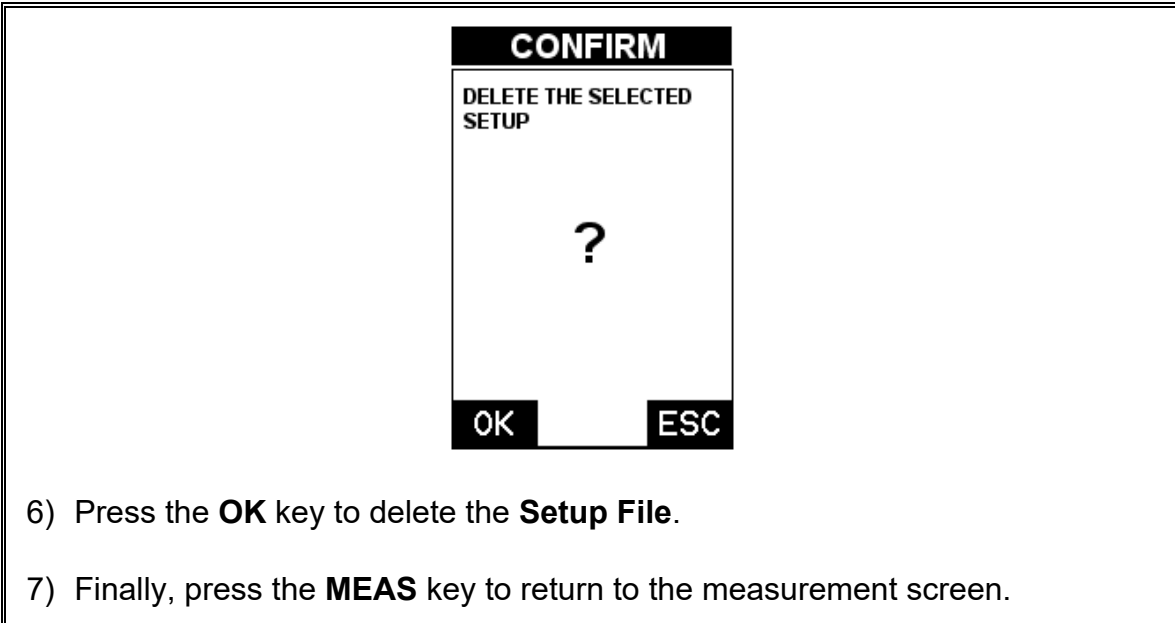 CONFIRM
DELETE THE SELECTED
SETUP
?
OK ESC
6) Press the OK key to delete the Setup File.
7) Finally, press the MEAS key to return to the measurement screen.